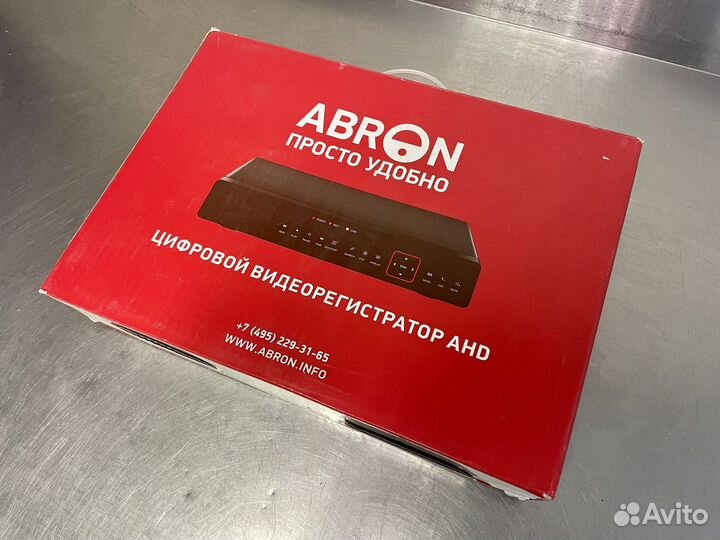 ABRON
ПРОСТО УДОБНО
ЦИФРОВОЙ ВИДЕОРЕГИСТРАТОР AHD
+7 (495) 229-31-65
WWW.ABRON.INFO
Avito